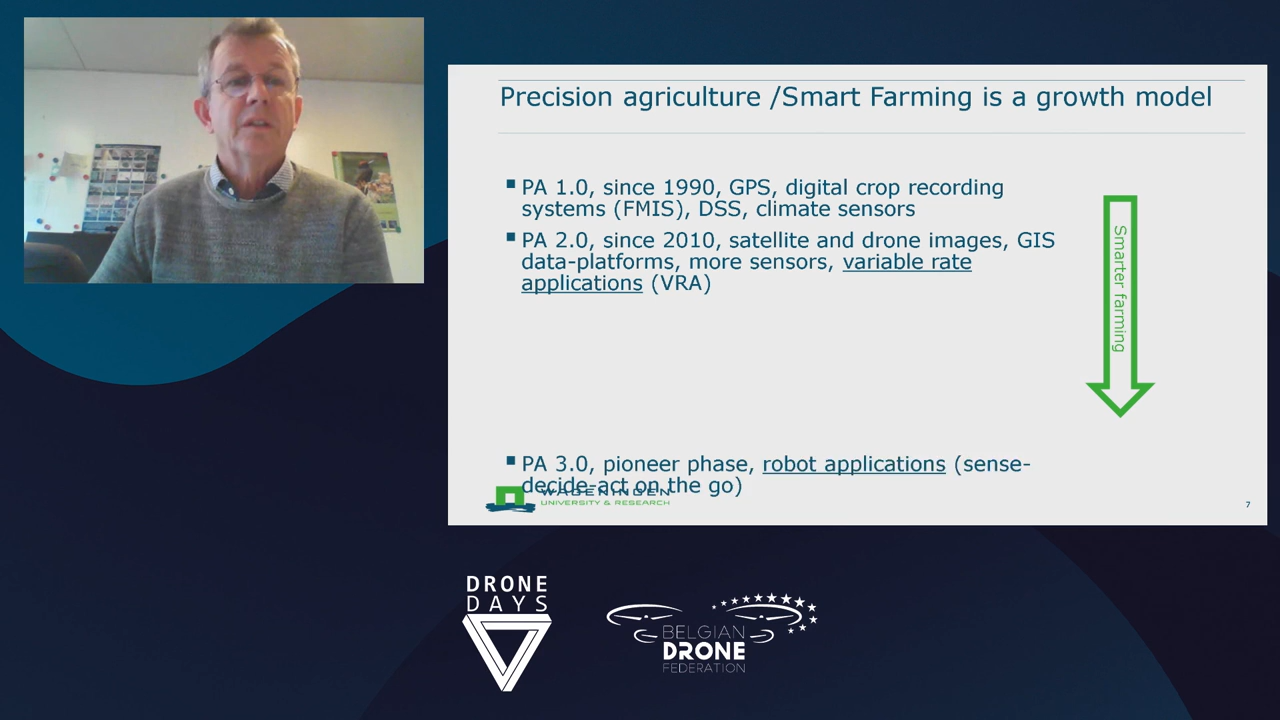 Precision agriculture /Smart Farming is a growth model
PA 1.0, since 1990, GPS, digital crop recording
systems (FMIS), DSS, climate sensors
PA 2.0, since 2010, satellite and drone images, GIS
data-platforms, more sensors, variable rate
applications (VRA)
Smarter farming
PA 3.0, pioneer phase, robot applications (sense-
decide-act on the go)
WAGENINGEN
UNIVERSITY & RESEARCH
7
DRONE
DAYS
BELGIAN
DRONE
FEDERATION